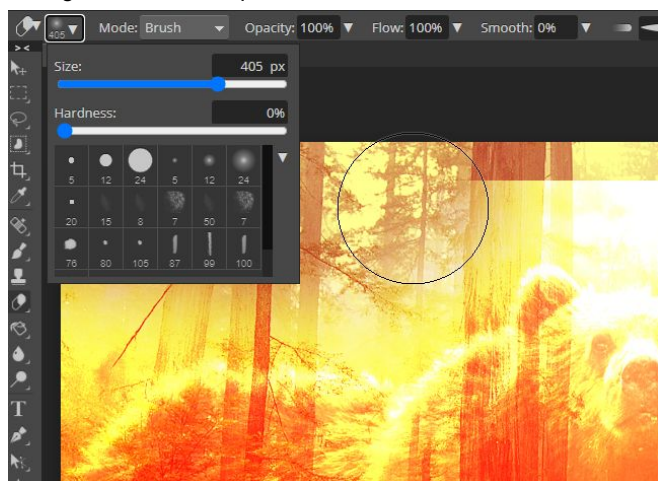 405 Mode: Brush Opacity: 100% Flow: 100% Smooth: 0%
Size: 405 px
Hardness: 0%
5 12 24 5 12 24
20 15 8 7 50 7
76 80 105 87 99 100
T